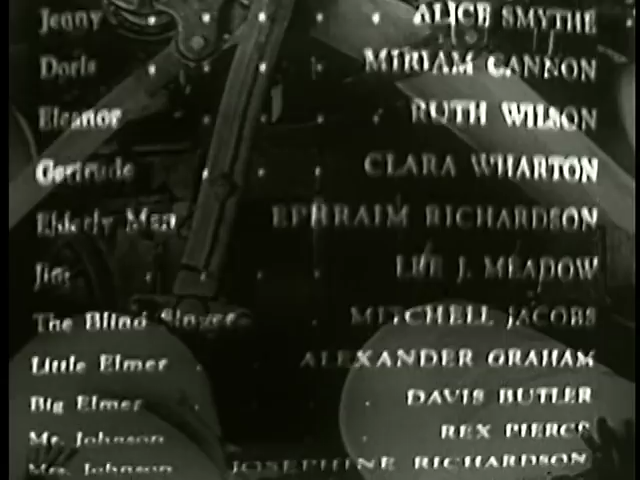 Jenny ALICE SMYTHE
Doris MIRIAM CANNON
Eleanor RUTH WILSON
Gertrude CLARA WHARTON
Elderly Man EPHRAIM RICHARDSON
Jim LEE J. MEADOW
The Blind Singer MITCHELL JACOBS
Little Elmer ALEXANDER GRAHAM
Big Elmer DAVIS BUTLER
Mr. Johnson REX PIERCE
Mrs. Johnson JOSEPHINE RICHARDSON